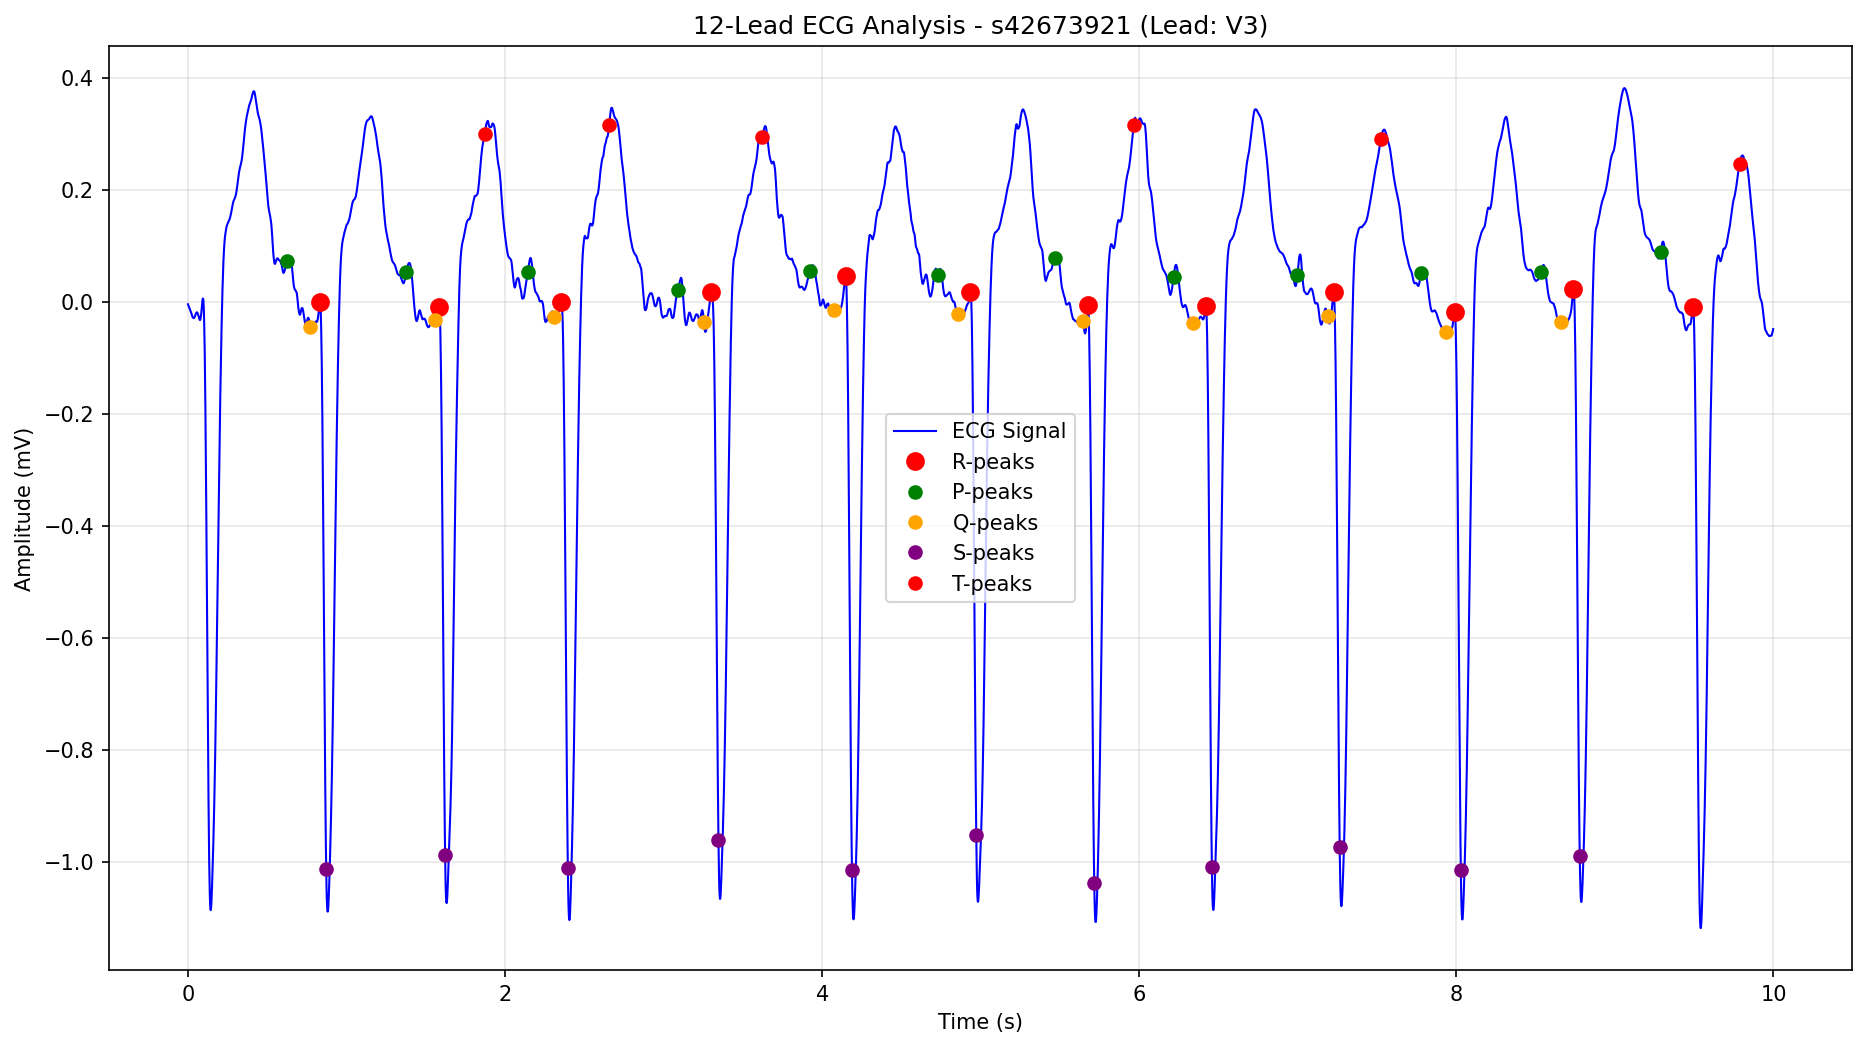 12-Lead ECG Analysis - s42673921 (Lead: V3)
0.4
0.2
0.0
−0.2
−0.4
−0.6
−0.8
−1.0
Amplitude (mV)
ECG Signal
R-peaks
P-peaks
Q-peaks
S-peaks
T-peaks
0 2 4 6 8 10
Time (s)